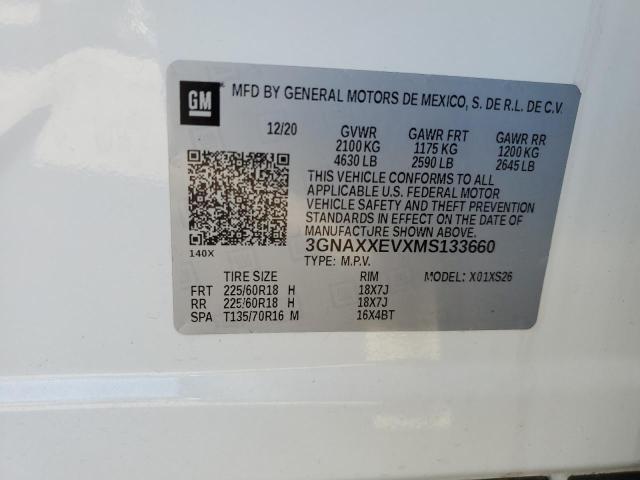 GM
MFD BY GENERAL MOTORS DE MEXICO, S. DE R.L. DE C.V.
12/20 GVWR GAWR FRT GAWR RR
2100 KG 1175 KG 1200 KG
4630 LB 2590 LB 2645 LB
THIS VEHICLE CONFORMS TO ALL
APPLICABLE U.S. FEDERAL MOTOR
VEHICLE SAFETY AND THEFT PREVENTION
STANDARDS IN EFFECT ON THE DATE OF
MANUFACTURE SHOWN ABOVE.
3GNAXXEVXMS133660
140X
TYPE: M.P.V. MODEL: X01XS26
TIRE SIZE RIM
FRT 225/60R18 H 18X7J
RR 225/60R18 H 18X7J
SPA T135/70R16 M 16X4BT